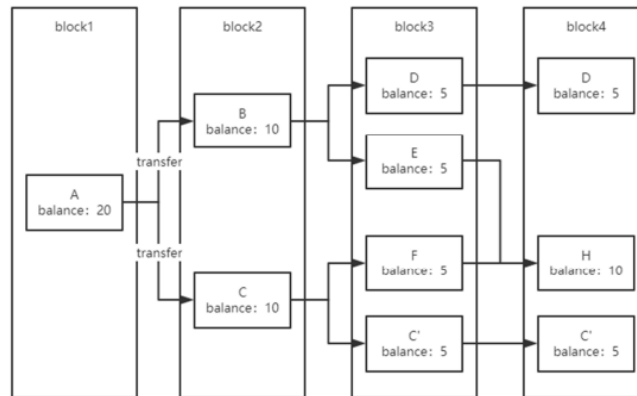 block1
block2
block3
block4
A
balance: 20
transfer
transfer
B
balance: 10
C
balance: 10
D
balance: 5
E
balance: 5
F
balance: 5
C'
balance: 5
D
balance: 5
H
balance: 10
C'
balance: 5